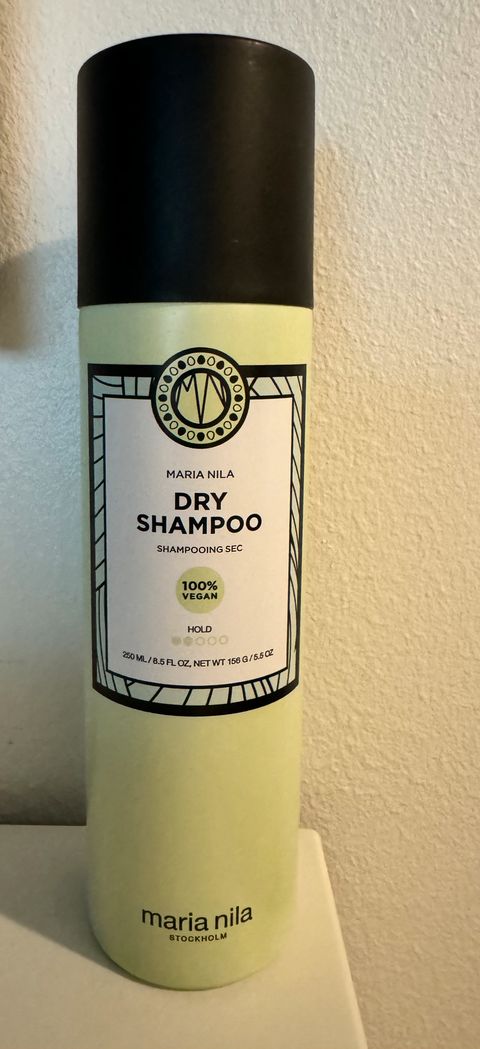 MN
MARIA NILA
DRY
SHAMPOO
SHAMPOOING SEC
100%
VEGAN
HOLD
250 ML / 8.5 FL OZ, NET WT 156 G / 5.5 OZ
maria nila
STOCKHOLM